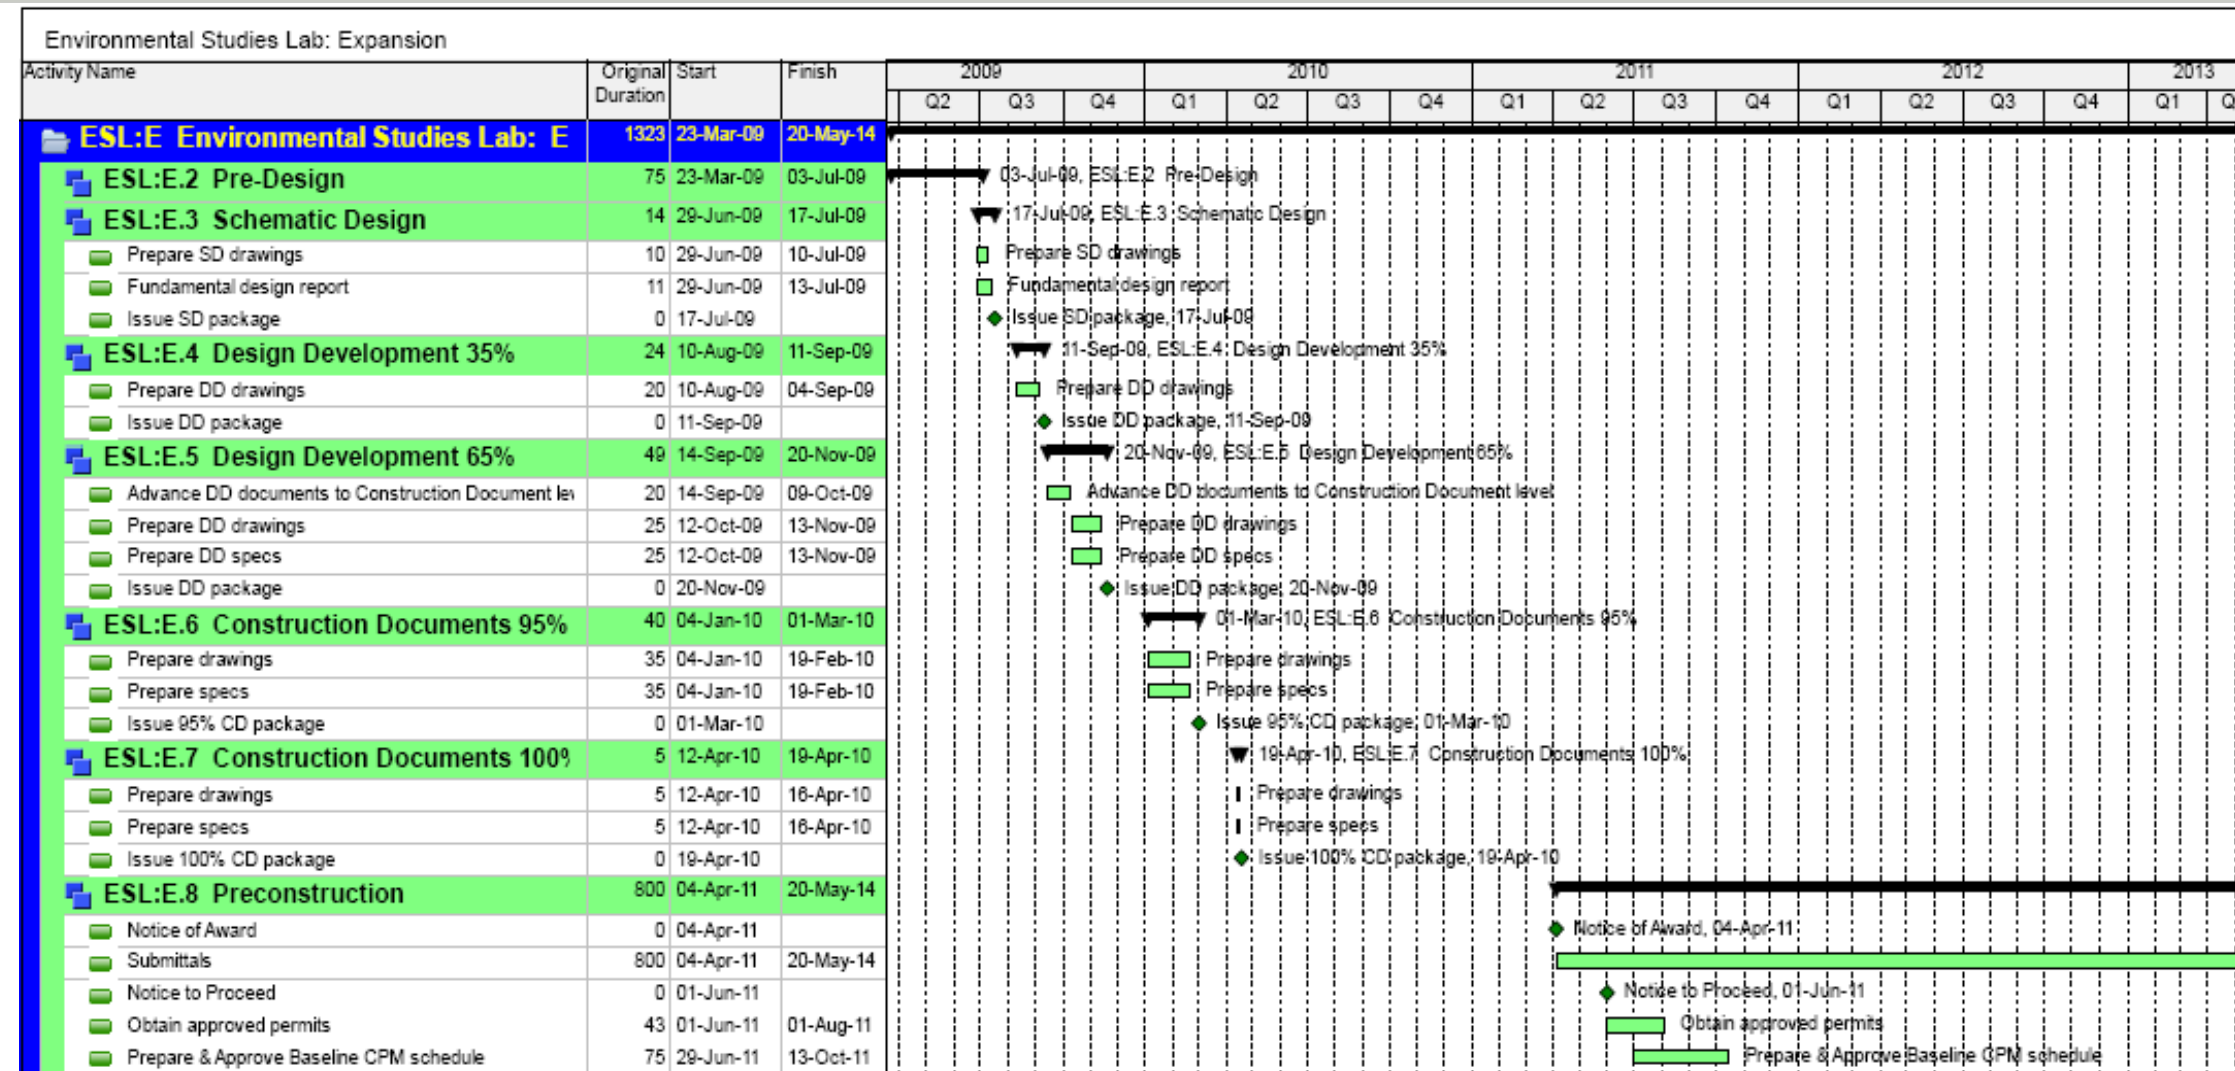 Environmental Studies Lab: Expansion
Activity Name Original Duration Start Finish 2009 2010 2011 2012 2013
Q2 Q3 Q4 Q1 Q2 Q3 Q4 Q1 Q2 Q3 Q4 Q1 Q2 Q3 Q4 Q1 Q
ESL:E Environmental Studies Lab: E 1323 23-Mar-09 20-May-14
ESL:E.2 Pre-Design 75 23-Mar-09 03-Jul-09 03-Jul-09, ESL:E.2 Pre-Design
ESL:E.3 Schematic Design 14 29-Jun-09 17-Jul-09 17-Jul-09, ESL:E.3 Schematic Design
Prepare SD drawings 10 29-Jun-09 10-Jul-09 Prepare SD drawings
Fundamental design report 11 29-Jun-09 13-Jul-09 Fundamental design report
Issue SD package 0 17-Jul-09 Issue SD package, 17-Jul-09
ESL:E.4 Design Development 35% 24 10-Aug-09 11-Sep-09 11-Sep-09, ESL:E.4 Design Development 35%
Prepare DD drawings 20 10-Aug-09 04-Sep-09 Prepare DD drawings
Issue DD package 0 11-Sep-09 Issue DD package, 11-Sep-09
ESL:E.5 Design Development 65% 49 14-Sep-09 20-Nov-09 20-Nov-09, ESL:E.5 Design Development 65%
Advance DD documents to Construction Document lev 20 14-Sep-09 09-Oct-09 Advance DD documents to Construction Document level
Prepare DD drawings 25 12-Oct-09 13-Nov-09 Prepare DD drawings
Prepare DD specs 25 12-Oct-09 13-Nov-09 Prepare DD specs
Issue DD package 0 20-Nov-09 Issue DD package, 20-Nov-09
ESL:E.6 Construction Documents 95% 40 04-Jan-10 01-Mar-10 01-Mar-10, ESL:E.6 Construction Documents 95%
Prepare drawings 35 04-Jan-10 19-Feb-10 Prepare drawings
Prepare specs 35 04-Jan-10 19-Feb-10 Prepare specs
Issue 95% CD package 0 01-Mar-10 Issue 95% CD package, 01-Mar-10
ESL:E.7 Construction Documents 100% 5 12-Apr-10 19-Apr-10 19-Apr-10, ESL:E.7 Construction Documents 100%
Prepare drawings 5 12-Apr-10 16-Apr-10 Prepare drawings
Prepare specs 5 12-Apr-10 16-Apr-10 Prepare specs
Issue 100% CD package 0 19-Apr-10 Issue 100% CD package, 19-Apr-10
ESL:E.8 Preconstruction 800 04-Apr-11 20-May-14
Notice of Award 0 04-Apr-11 Notice of Award, 04-Apr-11
Submittals 800 04-Apr-11 20-May-14
Notice to Proceed 0 01-Jun-11 Notice to Proceed, 01-Jun-11
Obtain approved permits 43 01-Jun-11 01-Aug-11 Obtain approved permits
Prepare & Approve Baseline CPM schedule 75 29-Jun-11 13-Oct-11 Prepare & Approve Baseline CPM schedule